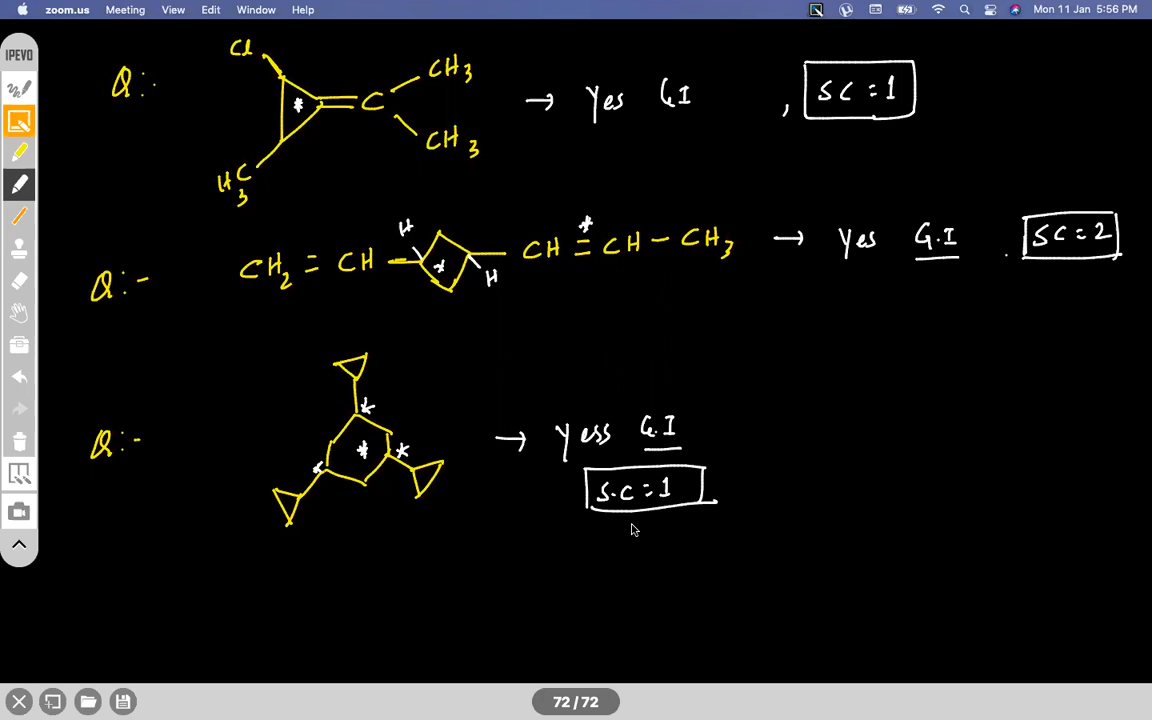 zoom.us Meeting View Edit Window Help Mon 11 Jan 5:56 PM
IPEVO
Q:- Cl H3C * = C CH3 CH3 → Yes G.I , SC = 1
Q:- CH2 = CH H * H CH = CH - CH3 * → Yes G.I . SC = 2
Q:- * * * * → Yess G.I
S.C = 1
72 / 72